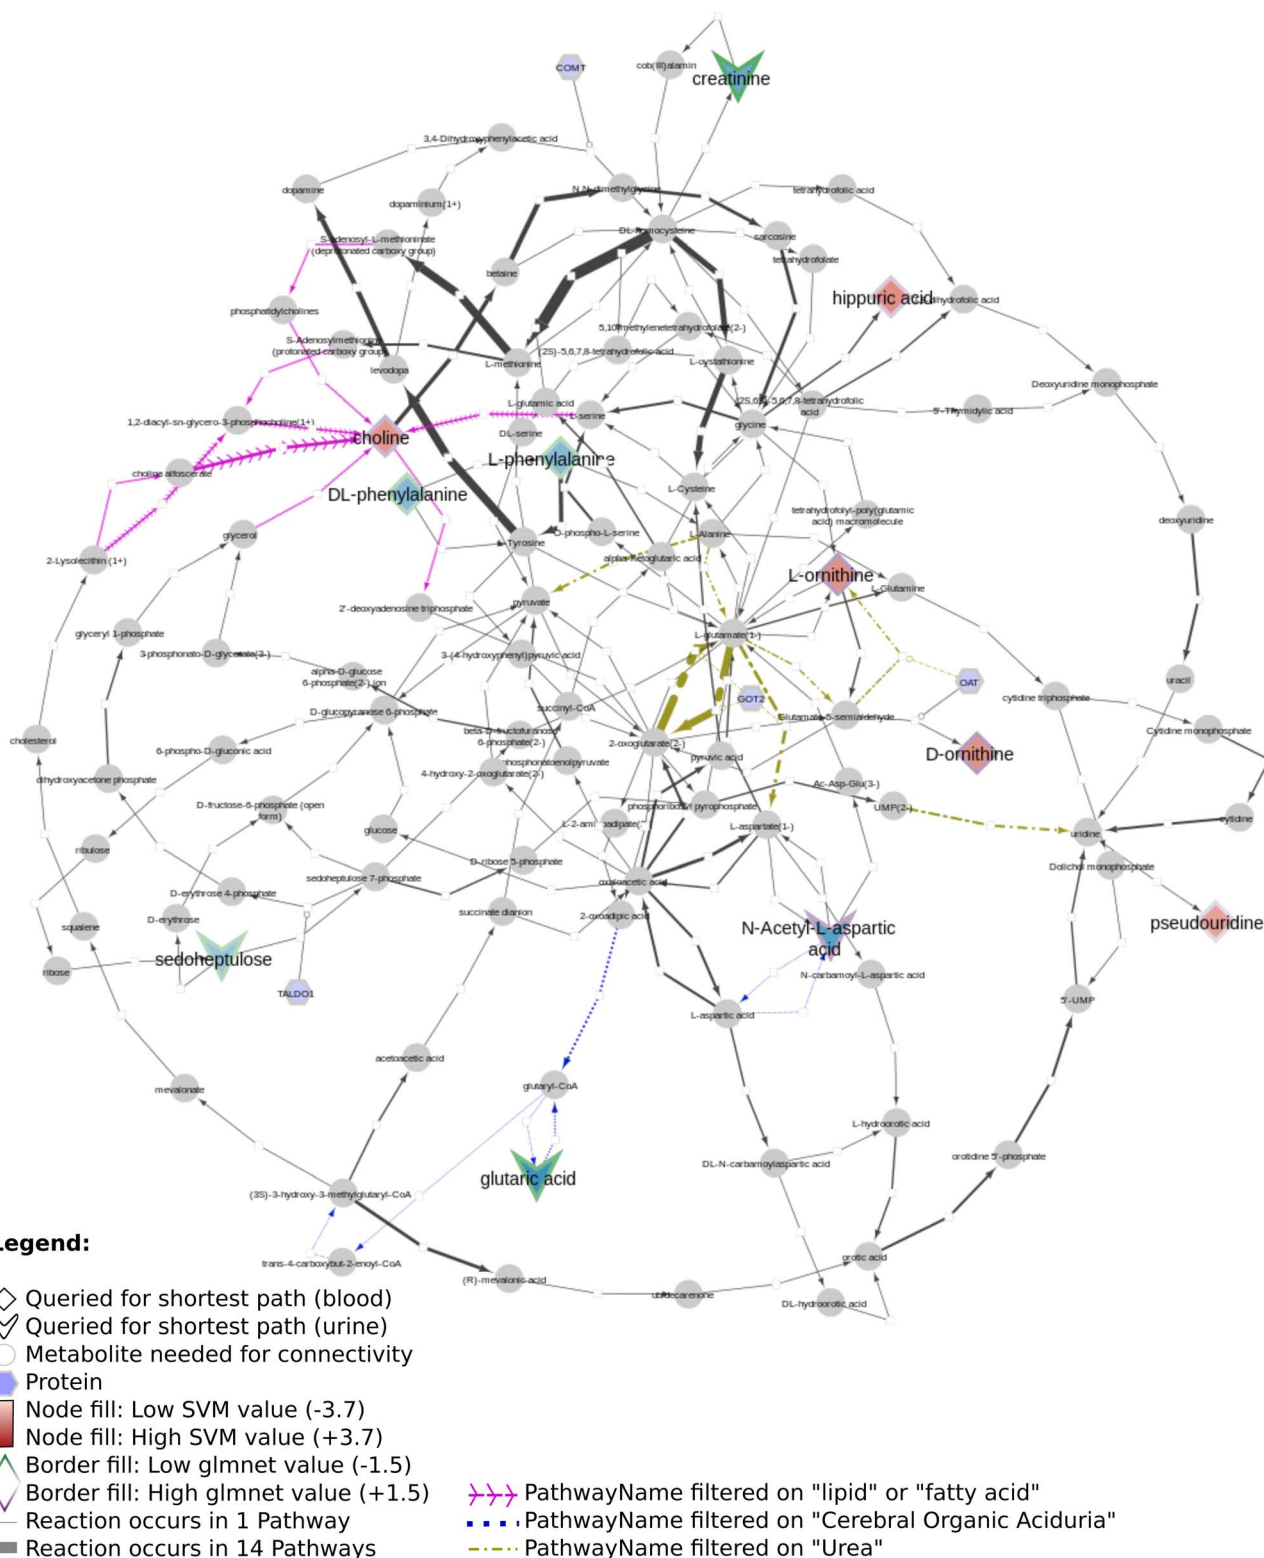 COMT
cob(III)alamin
creatinine
3,4-Dihydroxyphenylacetic acid
dopamine
dopaminium(1+)
N,N-dimethylglycine
tetrahydrofolic acid
DL-homocysteine
sarcosine
S-adenosyl-L-methioninate
(deprotonated carboxy group)
tetrahydrofolate
betaine
hippuric acid
dihydrofolic acid
phosphatidylcholines
5,10-methylenetetrahydrofolate(2-)
S-Adenosylmethionine
(protonated carboxy group)
(2S)-5,6,7,8-tetrahydrofolic acid
L-methionine
L-cystathionine
levodopa
Deoxyuridine monophosphate
L-glutamic acid
(2S,6S)-5,6,7,8-tetrahydrofolic
acid
5'-Thymidylic acid
L-serine
1,2-diacyl-sn-glycero-3-phosphocholine(1+)
glycine
choline
DL-serine
L-phenylalanine
choline alfoscerate
DL-phenylalanine
L-Cysteine
tetrahydrofolyl-poly(glutamic
acid) macromolecule
deoxyuridine
glycerol
O-phospho-L-serine
L-Alanine
L-Tyrosine
2-Lysolecithin (1+)
alpha-Ketoglutaric acid
L-ornithine
L-Glutamine
2'-deoxyadenosine triphosphate
pyruvate
glyceryl 1-phosphate
L-glutamate(1-)
3-phosphonato-D-glycerate(3-)
3-(4-hydroxyphenyl)pyruvic acid
alpha-D-glucose
6-phosphate(2-) ion
OAT
uracil
GOT2
cytidine triphosphate
succinyl-CoA
D-glucopyranose 6-phosphate
Glutamate-5-semialdehyde
beta-D-fructofuranose
6-phosphate(2-)
Cytidine monophosphate
cholesterol
6-phospho-D-gluconic acid
2-oxoglutarate(2-)
D-ornithine
pyruvic acid
phosphonatoenolpyruvate
4-hydroxy-2-oxoglutarate(2-)
dihydroxyacetone phosphate
Ac-Asp-Glu(3-)
D-fructose-6-phosphate (open
form)
phosphoribosyl pyrophosphate
UMP(2-)
cytidine
glucose
L-aspartate(1-)
uridine
ribulose
D-ribose 5-phosphate
Dolichol monophosphate
sedoheptulose 7-phosphate
oxaloacetic acid
D-erythrose 4-phosphate
succinate dianion
2-oxoadipic acid
D-erythrose
pseudouridine
squalene
N-Acetyl-L-aspartic
acid
sedoheptulose
ribose
N-carbamoyl-L-aspartic acid
TALDO1
5'-UMP
L-aspartic acid
acetoacetic acid
glutaryl-CoA
mevalonate
L-hydroorotic acid
orotidine 5'-phosphate
DL-N-carbamoylaspartic acid
glutaric acid
(3S)-3-hydroxy-3-methylglutaryl-CoA
orotic acid
trans-4-carboxybut-2-enoyl-CoA
(R)-mevalonic acid
ubidecarenone
DL-hydroorotic acid
Legend:
Queried for shortest path (blood)
Queried for shortest path (urine)
Metabolite needed for connectivity
Protein
Node fill: Low SVM value (-3.7)
Node fill: High SVM value (+3.7)
Border fill: Low glmnet value (-1.5)
Border fill: High glmnet value (+1.5)
Reaction occurs in 1 Pathway
Reaction occurs in 14 Pathways
PathwayName filtered on "lipid" or "fatty acid"
PathwayName filtered on "Cerebral Organic Aciduria"
PathwayName filtered on "Urea"